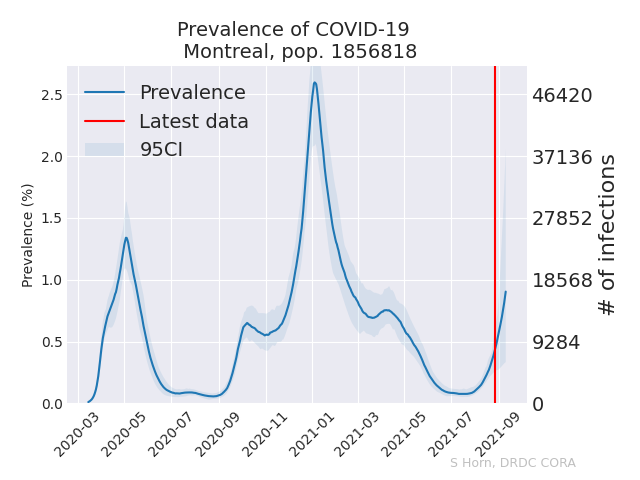 Prevalence of COVID-19
Montreal, pop. 1856818
Prevalence
Latest data
95CI
Prevalence (%)
2.5
2.0
1.5
1.0
0.5
0.0
46420
37136
27852
18568
9284
0
# of infections
2020-03
2020-05
2020-07
2020-09
2020-11
2021-01
2021-03
2021-05
2021-07
2021-09
S Horn, DRDC CORA